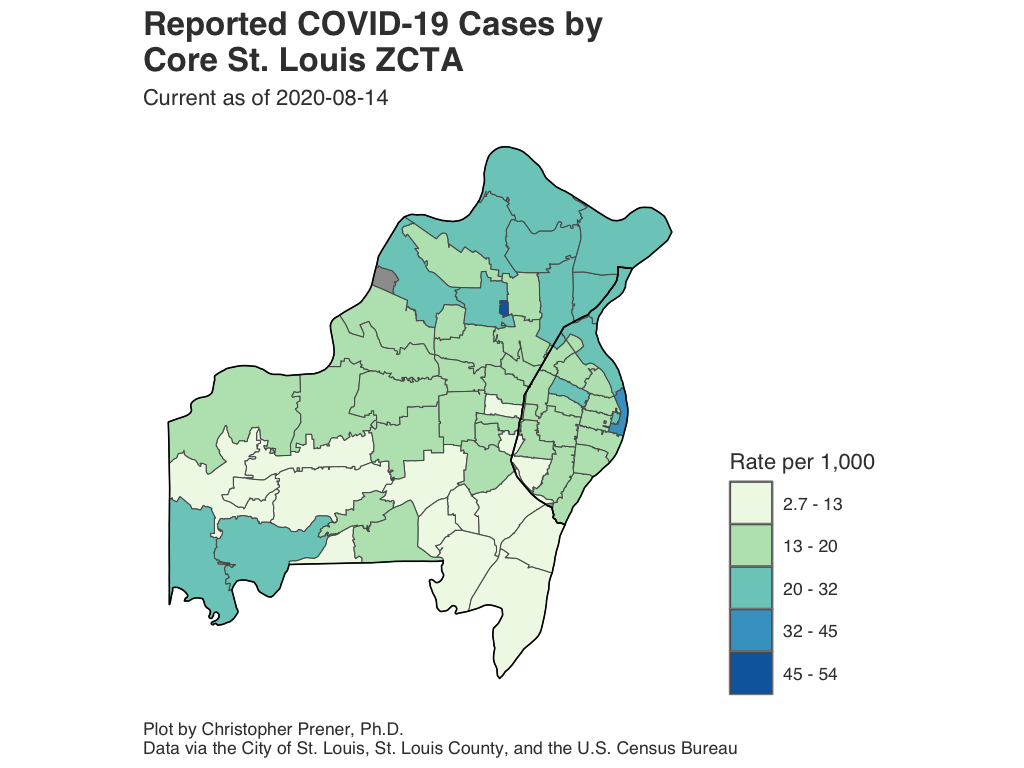 Reported COVID-19 Cases by
Core St. Louis ZCTA
Current as of 2020-08-14
Rate per 1,000
2.7 - 13
13 - 20
20 - 32
32 - 45
45 - 54
Plot by Christopher Prener, Ph.D.
Data via the City of St. Louis, St. Louis County, and the U.S. Census Bureau